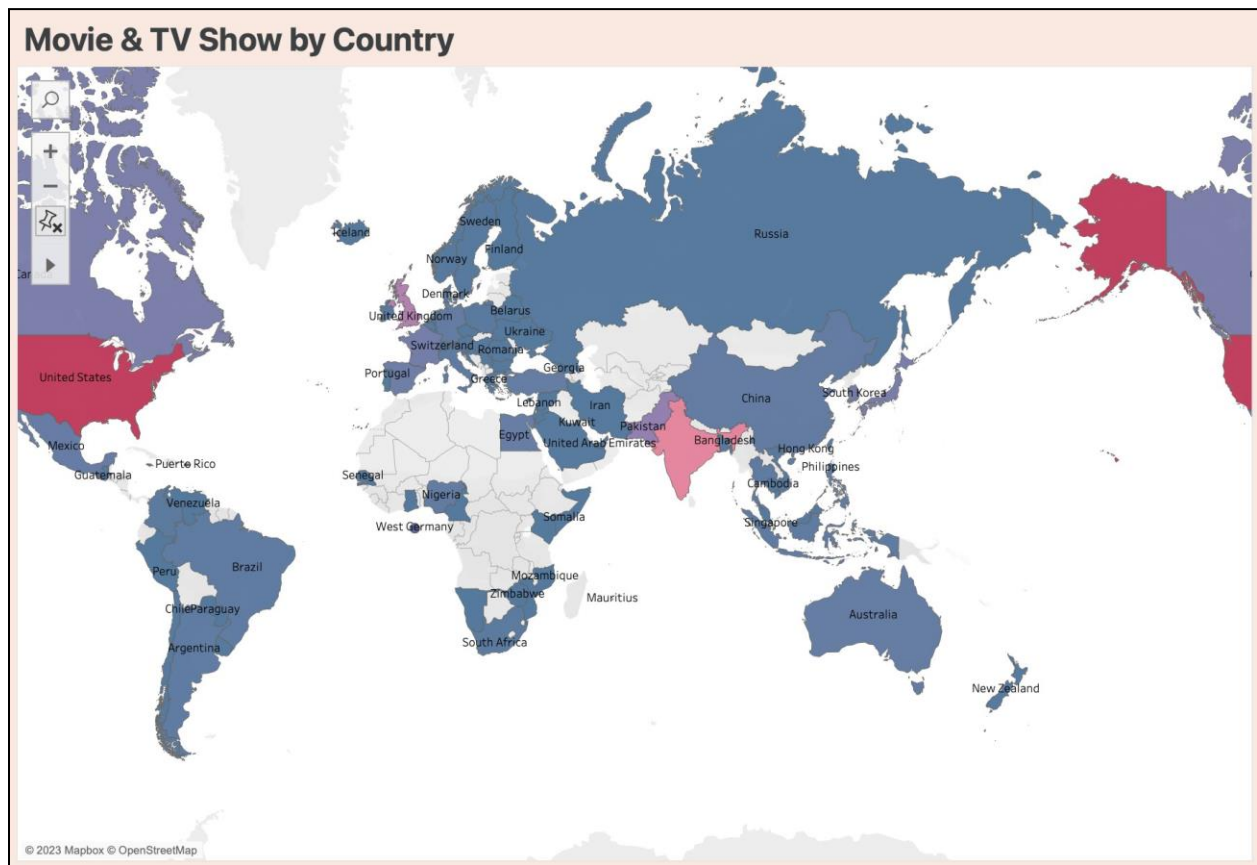 Movie & TV Show by Country
Iceland
Sweden
Finland
Norway
Russia
Denmark
Belarus
United Kingdom
Ukraine
Switzerland
Romania
Georgia
Portugal
Greece
United States
Lebanon
Iran
China
South Korea
Kuwait
Pakistan
Egypt
United Arab Emirates
Bangladesh
Hong Kong
Mexico
Puerto Rico
Guatemala
Philippines
Senegal
Cambodia
Nigeria
Venezuela
Somalia
Singapore
West Germany
Brazil
Peru
Mozambique
Zimbabwe
Mauritius
Chile
Paraguay
Australia
South Africa
Argentina
New Zealand
© 2023 Mapbox © OpenStreetMap